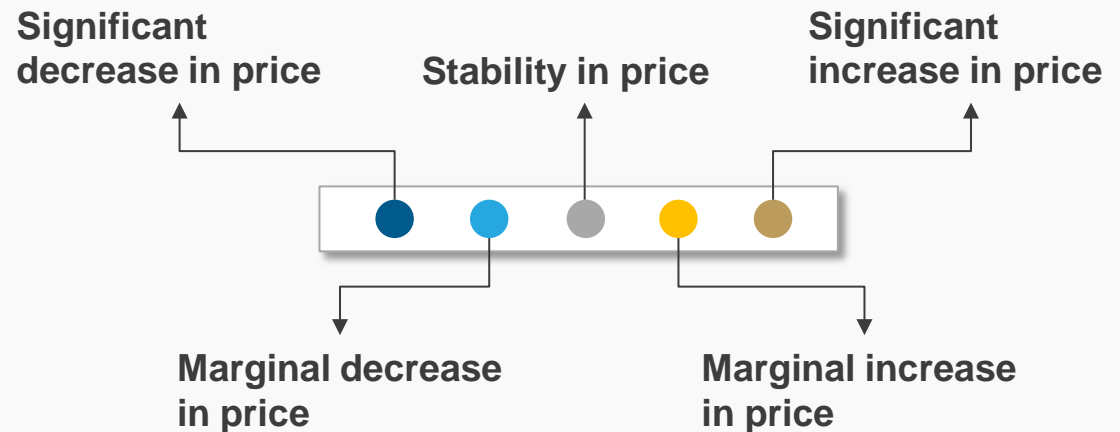 Significant
decrease in price
Stability in price
Significant
increase in price
Marginal decrease
in price
Marginal increase
in price